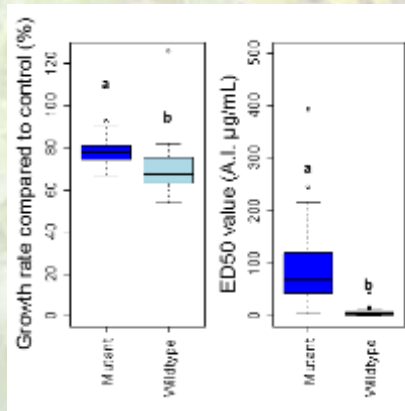 Growth rate compared to control (%)
120
100
80
60
40
20
0
a
b
Mutant
Wildtype
ED50 value (A.I. µg/mL)
500
400
300
200
100
0
a
b
Mutant
Wildtype